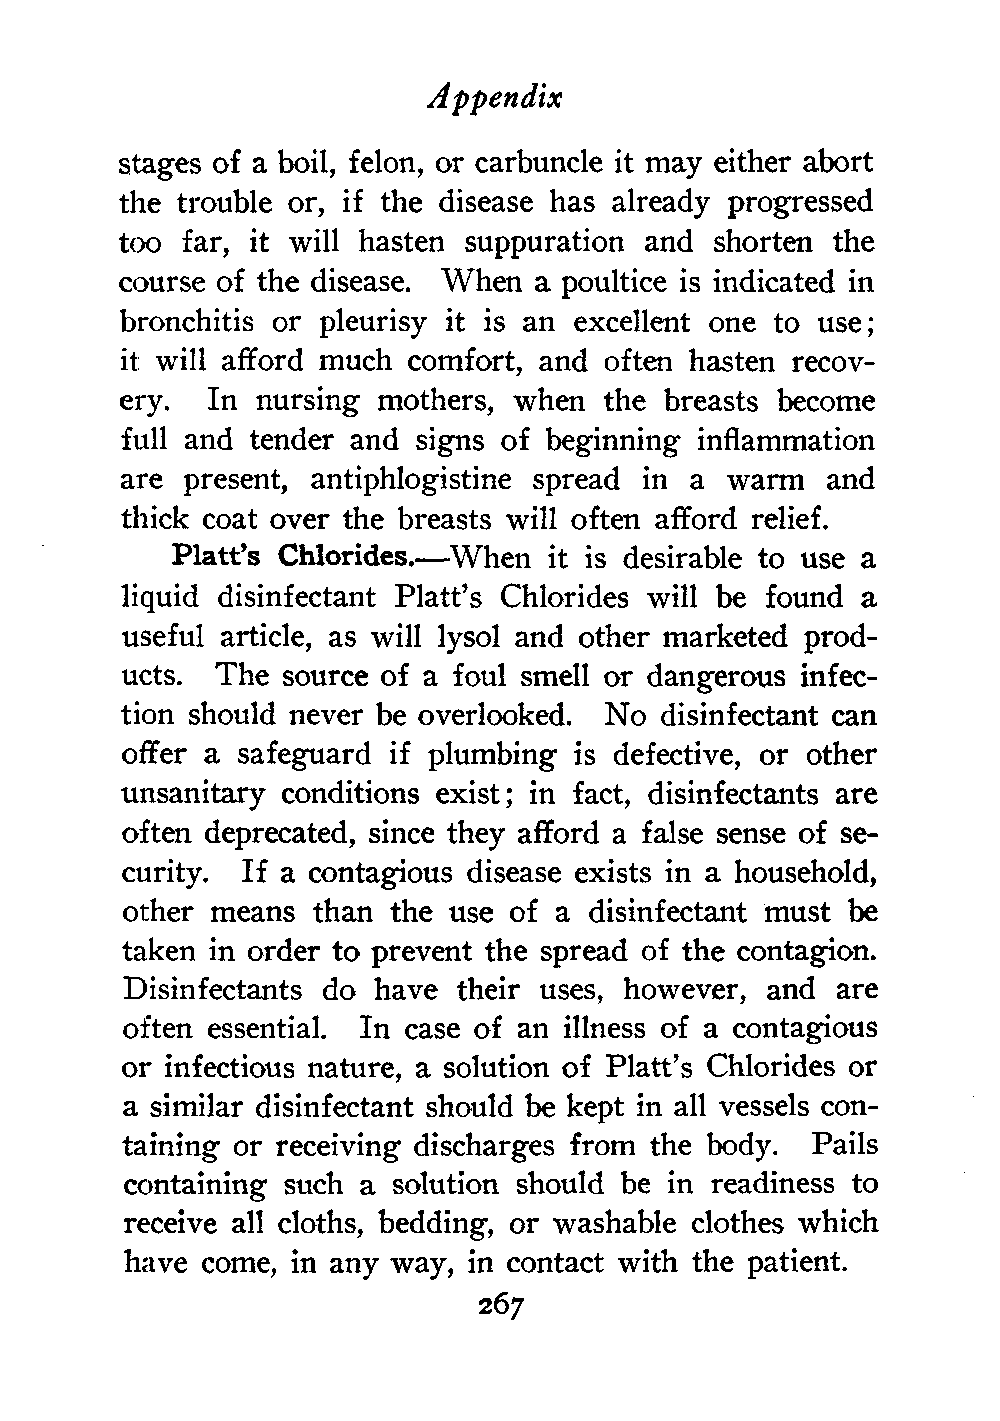 Appendix
stages of a boil, felon, or carbuncle it may either abort
the trouble or, if the disease has already progressed
too far, it will hasten suppuration and shorten the
course of the disease. When a poultice is indicated in
bronchitis or pleurisy it is an excellent one to use;
it will afford much comfort, and often hasten recov-
ery. In nursing mothers, when the breasts become
full and tender and signs of beginning inflammation
are present, antiphlogistine spread in a warm and
thick coat over the breasts will often afford relief.
Platt's Chlorides.—When it is desirable to use a
liquid disinfectant Platt's Chlorides will be found a
useful article, as will lysol and other marketed prod-
ucts. The source of a foul smell or dangerous infec-
tion should never be overlooked. No disinfectant can
offer a safeguard if plumbing is defective, or other
unsanitary conditions exist; in fact, disinfectants are
often deprecated, since they afford a false sense of se-
curity. If a contagious disease exists in a household,
other means than the use of a disinfectant must be
taken in order to prevent the spread of the contagion.
Disinfectants do have their uses, however, and are
often essential. In case of an illness of a contagious
or infectious nature, a solution of Platt's Chlorides or
a similar disinfectant should be kept in all vessels con-
taining or receiving discharges from the body. Pails
containing such a solution should be in readiness to
receive all cloths, bedding, or washable clothes which
have come, in any way, in contact with the patient.
267